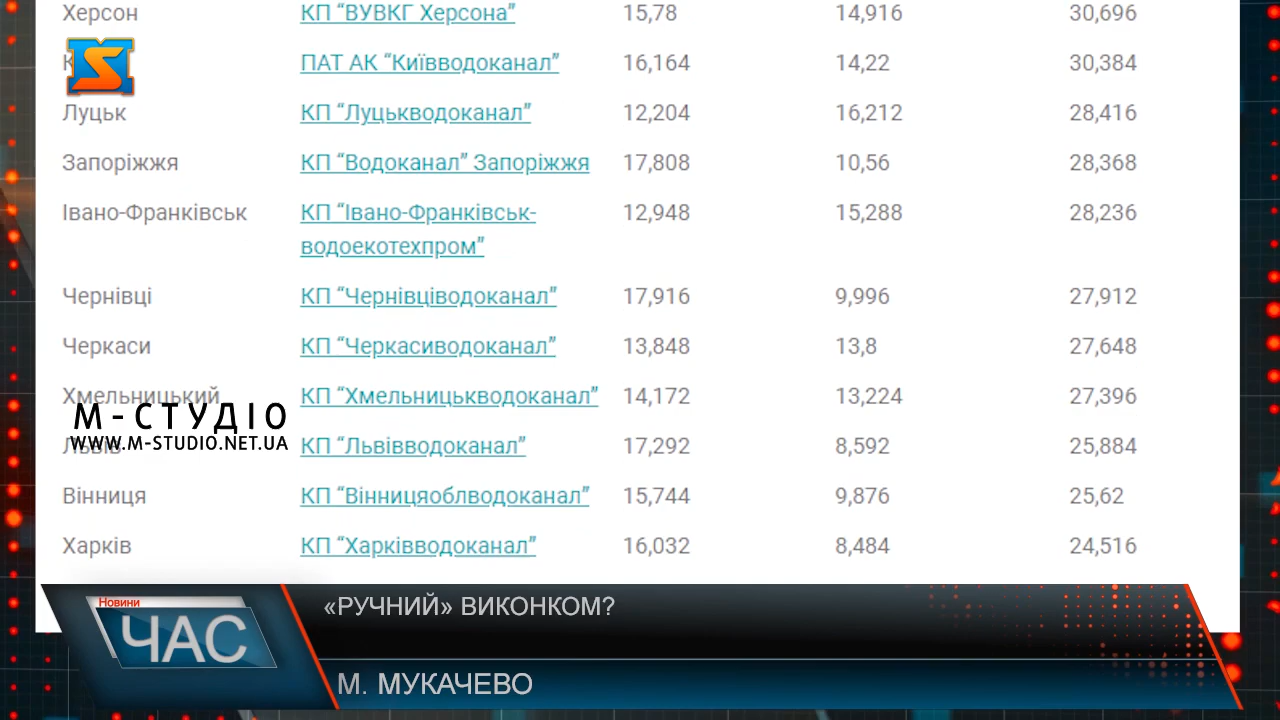 Херсон КП “ВУВКГ Херсона” 15,78 14,916 30,696
ПАТ АК “Київводоканал” 16,164 14,22 30,384
Луцьк КП “Луцькводоканал” 12,204 16,212 28,416
Запоріжжя КП “Водоканал” Запоріжжя 17,808 10,56 28,368
Івано-Франківськ КП “Івано-Франківськ- 12,948 15,288 28,236
водоекотехпром”
Чернівці КП “Чернівціводоканал” 17,916 9,996 27,912
Черкаси КП “Черкасиводоканал” 13,848 13,8 27,648
Хмельницький КП “Хмельницькводоканал” 14,172 13,224 27,396
М-СТУДІО
WWW.M-STUDIO.NET.UA
Львів КП “Львівводоканал” 17,292 8,592 25,884
Вінниця КП “Вінницяоблводоканал” 15,744 9,876 25,62
Харків КП “Харківводоканал” 16,032 8,484 24,516
Новини
ЧАС
«РУЧНИЙ» ВИКОНКОМ?
М. МУКАЧЕВО